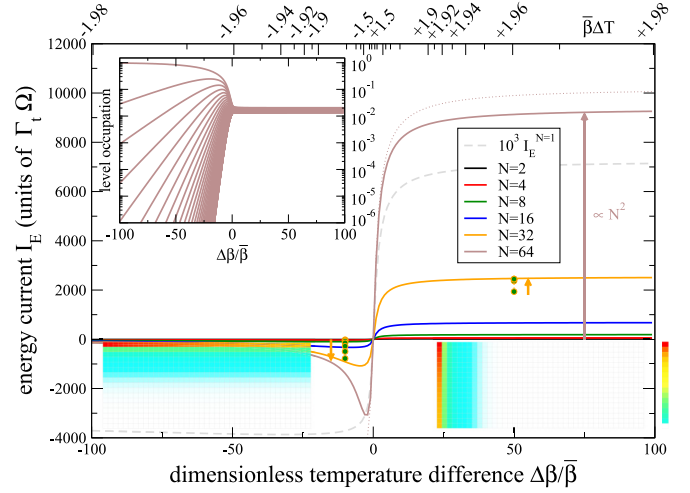 -1.98 -1.96 -1.94 -1.92 -1.9 -1.5 +1.5 +1.9 +1.92 +1.94 +1.96 β̅ΔT +1.98
12000
10000
8000
6000
4000
2000
0
-2000
-4000
energy current I_E (units of Γ_t Ω)
level occupation
10^0
10^-1
10^-2
10^-3
10^-4
10^-5
10^-6
-100 -50 0 50 100
Δβ/β̅
10^3 I_E^{N=1}
N=2
N=4
N=8
N=16
N=32
N=64
∝ N^2
-100 -50 0 50 100
dimensionless temperature difference Δβ/β̅